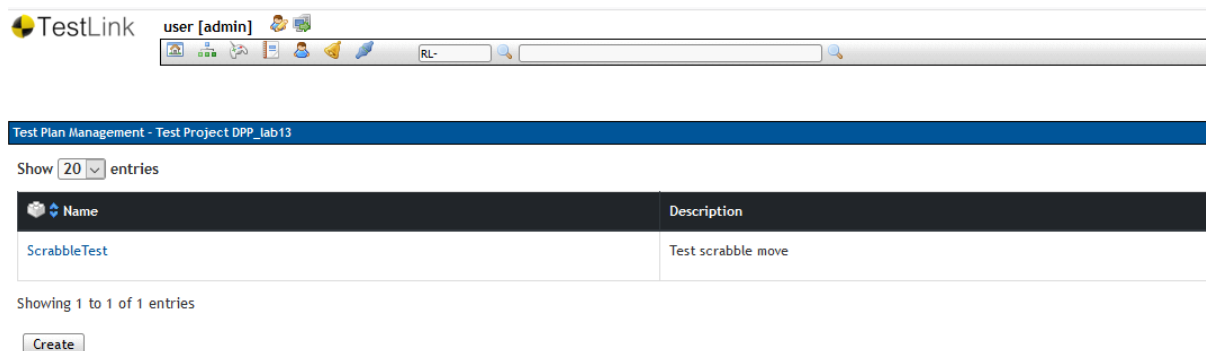 TestLink
user [admin]
RL-
Test Plan Management - Test Project DPP_lab13
Show 20 entries
Name Description
ScrabbleTest Test scrabble move
Showing 1 to 1 of 1 entries
Create